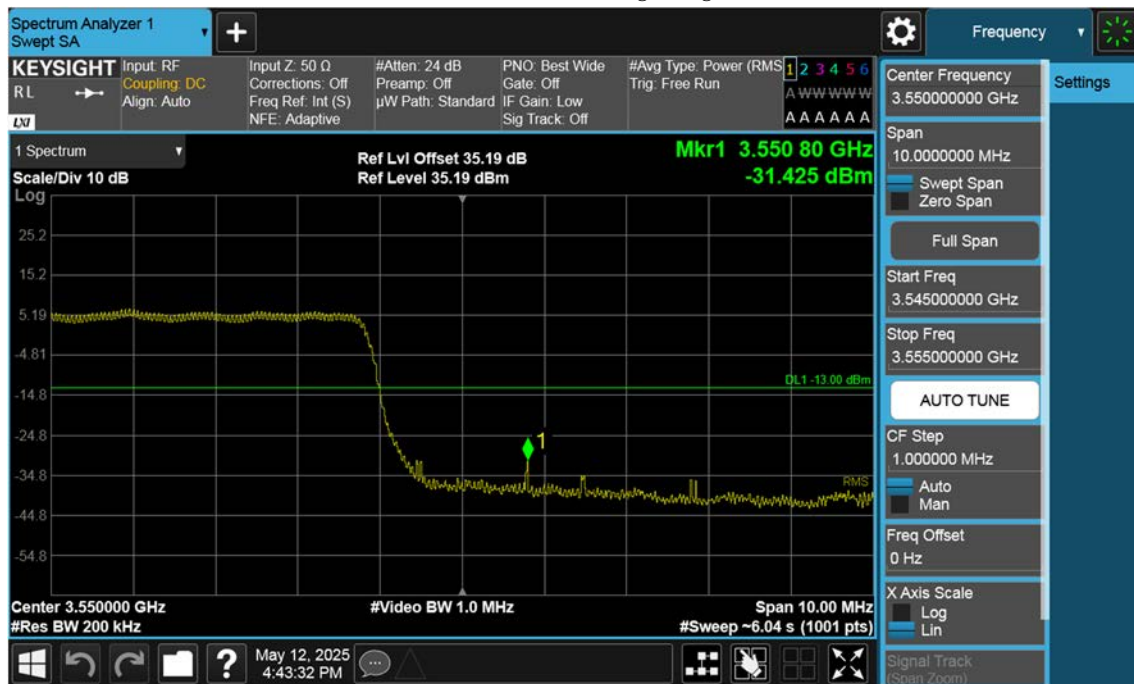 Spectrum Analyzer 1
Swept SA
+
Frequency
KEYSIGHT
RL
LXI
Input: RF
Coupling: DC
Align: Auto
Input Z: 50 Ω
Corrections: Off
Freq Ref: Int (S)
NFE: Adaptive
#Atten: 24 dB
Preamp: Off
µW Path: Standard
PNO: Best Wide
Gate: Off
IF Gain: Low
Sig Track: Off
#Avg Type: Power (RMS
Trig: Free Run
1 2 3 4 5 6
A W W W W W
A A A A A A
1 Spectrum
Scale/Div 10 dB
Ref Lvl Offset 35.19 dB
Ref Level 35.19 dBm
Mkr1 3.550 80 GHz
-31.425 dBm
Log
25.2
15.2
5.19
-4.81
-14.8
-24.8
-34.8
-44.8
-54.8
DL1 -13.00 dBm
1
RMS
Center 3.550000 GHz
#Res BW 200 kHz
#Video BW 1.0 MHz
Span 10.00 MHz
#Sweep ~6.04 s (1001 pts)
May 12, 2025
4:43:32 PM
?
Center Frequency
3.550000000 GHz
Settings
Span
10.0000000 MHz
Swept Span
Zero Span
Full Span
Start Freq
3.545000000 GHz
Stop Freq
3.555000000 GHz
AUTO TUNE
CF Step
1.000000 MHz
Auto
Man
Freq Offset
0 Hz
X Axis Scale
Log
Lin
Signal Track
(Span Zoom)